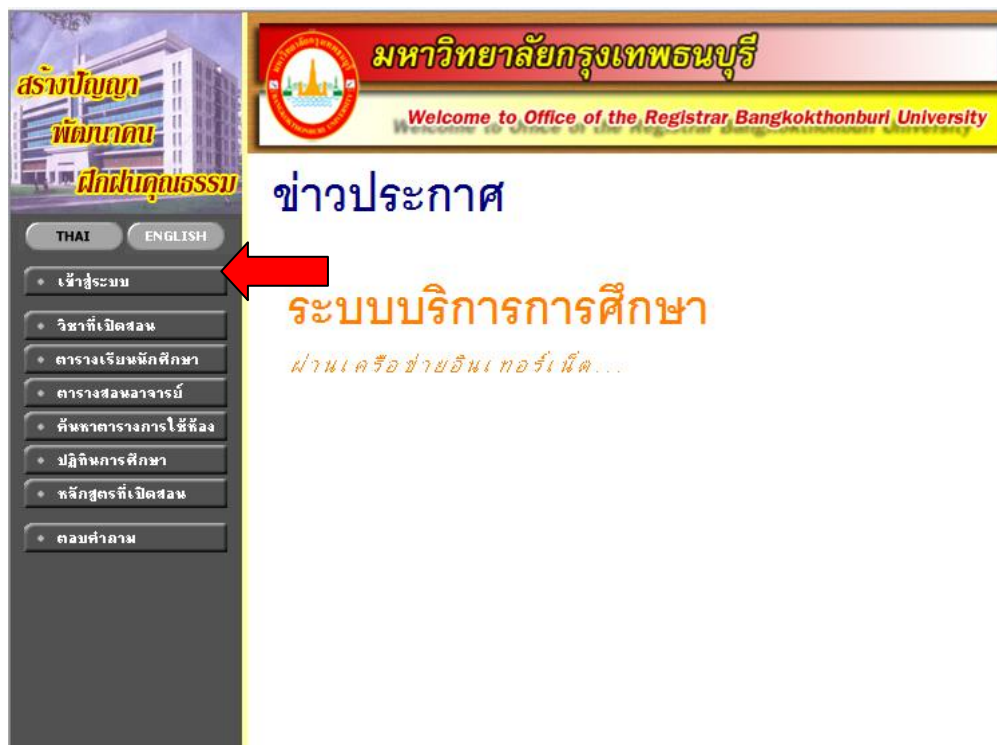 สร้างปัญญา
พัฒนาคน
ฝึกฝนคุณธรรม
THAI ENGLISH
เข้าสู่ระบบ
วิชาที่เปิดสอน
ตารางเรียนนักศึกษา
ตารางสอนอาจารย์
ค้นหาตารางการใช้ห้อง
ปฏิทินการศึกษา
หลักสูตรที่เปิดสอน
ตอบคำถาม
มหาวิทยาลัยกรุงเทพธนบุรี
Welcome to Office of the Registrar Bangkokthonburi University
ข่าวประกาศ
ระบบบริการการศึกษา
ผ่านเครือข่ายอินเทอร์เน็ต...